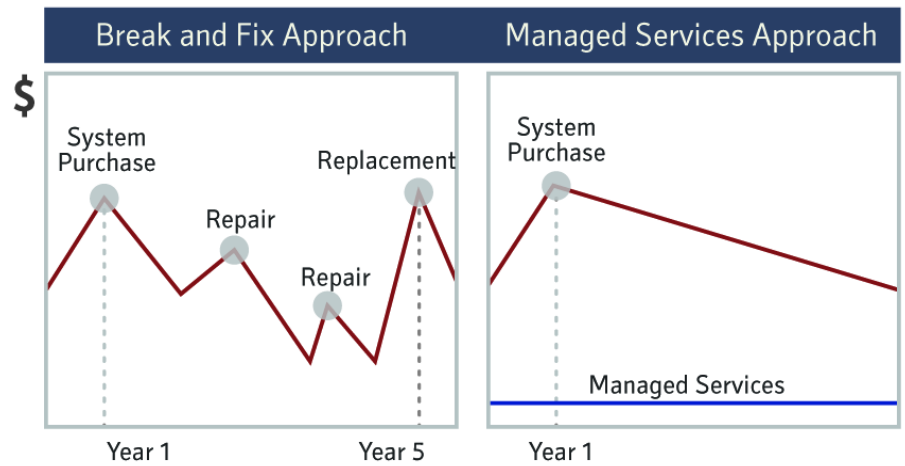 Break and Fix Approach
Managed Services Approach
$
System
Purchase
Repair
Repair
Replacement
Year 1
Year 5
System
Purchase
Managed Services
Year 1